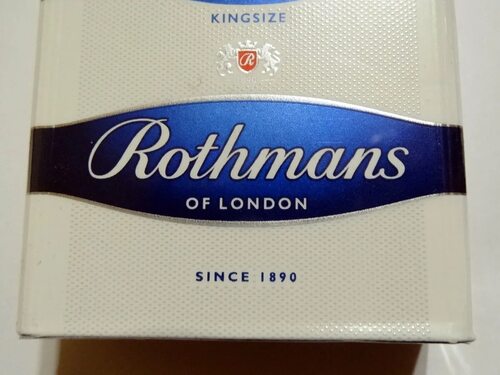 KINGSIZE
R
Rothmans
OF LONDON
SINCE 1890